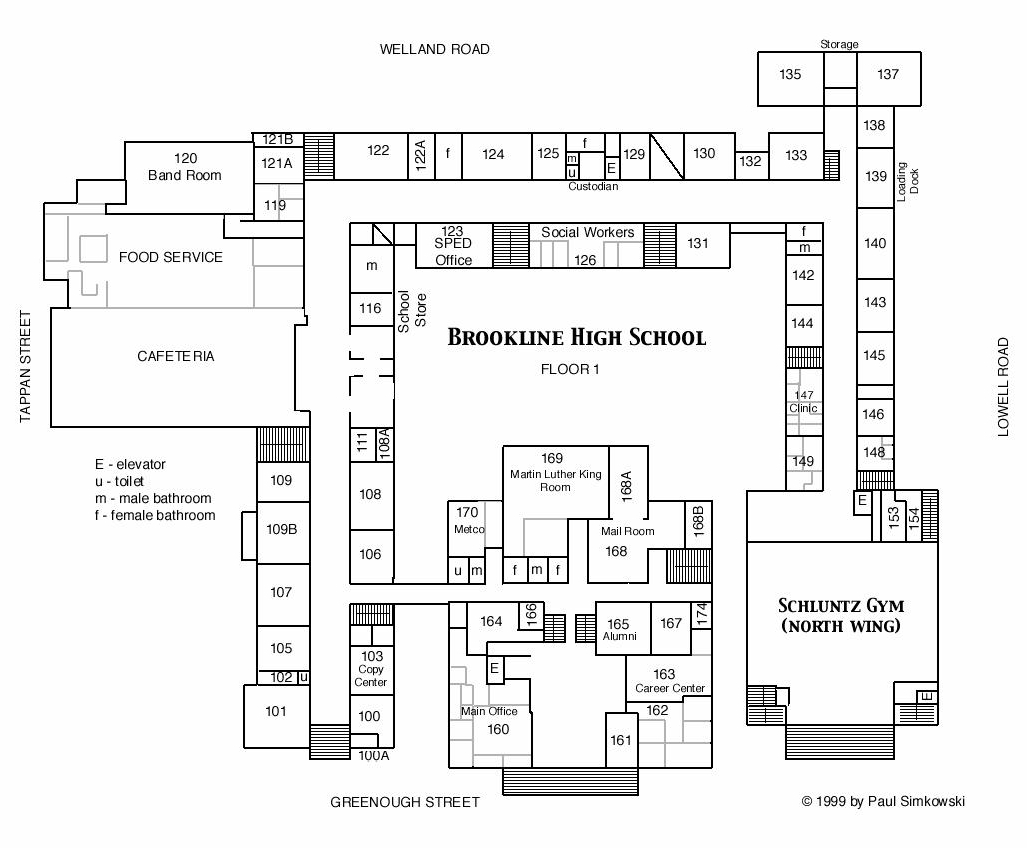 WELLAND ROAD
Storage
135
137
138
121B
122
122A
f
124
125
f
m
u
E
129
130
132
133
120
Band Room
121A
119
Custodian
139
Loading
Dock
123
SPED
Office
Social Workers
126
131
f
m
140
FOOD SERVICE
m
142
116
School
Store
143
144
BROOKLINE HIGH SCHOOL
FLOOR 1
TAPPAN STREET
CAFETERIA
LOWELL ROAD
145
147
Clinic
146
111
108A
148
149
E - elevator
u - toilet
m - male bathroom
f - female bathroom
109
108
169
Martin Luther King
Room
168A
E
153
154
170
Metco
Mail Room
168
168B
109B
106
u
m
f
m
f
107
SCHLUNTZ GYM
(NORTH WING)
164
166
165
Alumni
167
174
105
103
Copy
Center
E
163
Career Center
102
u
101
100
100A
Main Office
160
162
161
E
GREENOUGH STREET
© 1999 by Paul Simkowski